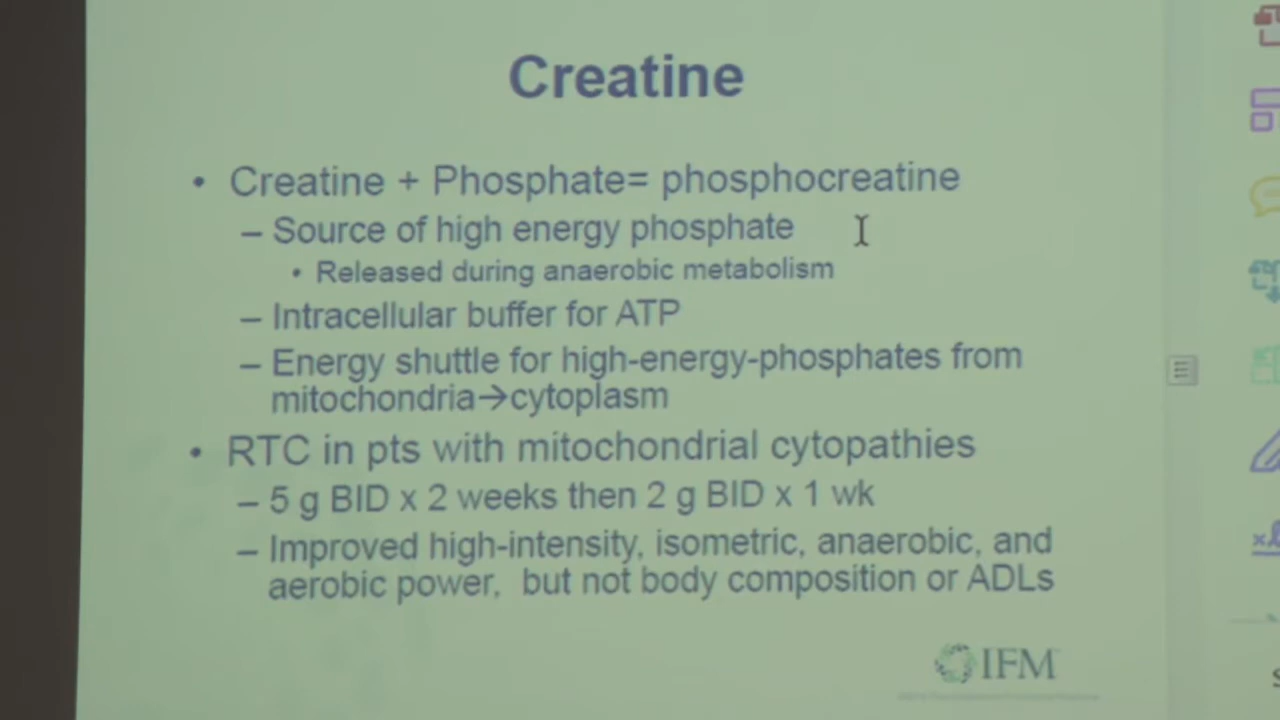 Creatine
• Creatine + Phosphate= phosphocreatine
– Source of high energy phosphate
• Released during anaerobic metabolism
– Intracellular buffer for ATP
– Energy shuttle for high-energy-phosphates from
mitochondria→cytoplasm
• RTC in pts with mitochondrial cytopathies
– 5 g BID x 2 weeks then 2 g BID x 1 wk
– Improved high-intensity, isometric, anaerobic, and
aerobic power, but not body composition or ADLs
IFM